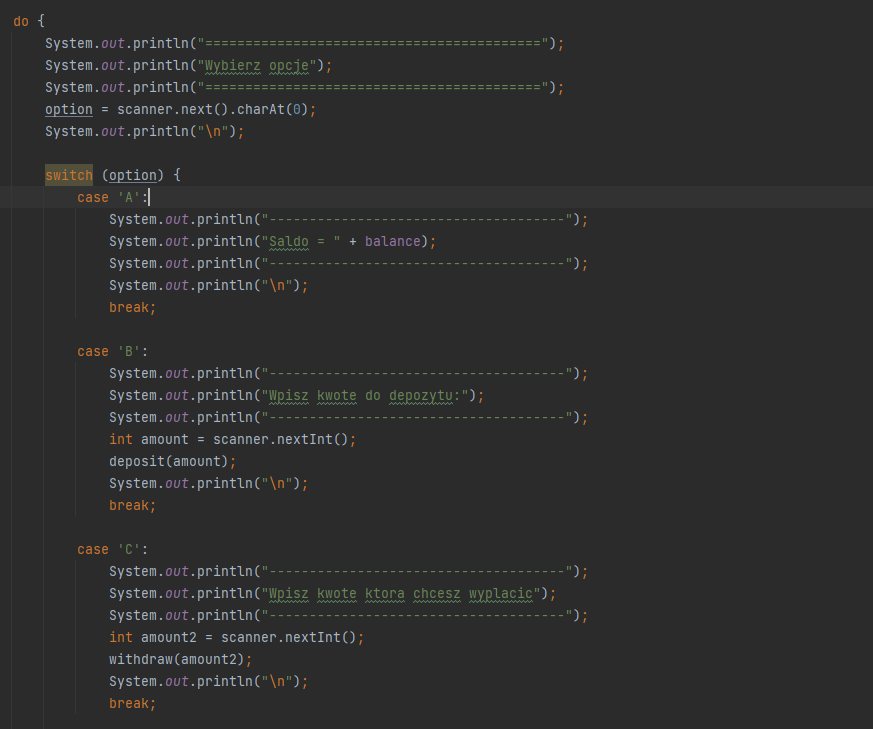 do {
System.out.println("==========================================");
System.out.println("Wybierz opcje");
System.out.println("==========================================");
option = scanner.next().charAt(0);
System.out.println("\n");
switch (option) {
case 'A':
System.out.println("-------------------------------------");
System.out.println("Saldo = " + balance);
System.out.println("-------------------------------------");
System.out.println("\n");
break;
case 'B':
System.out.println("-------------------------------------");
System.out.println("Wpisz kwote do depozytu:");
System.out.println("-------------------------------------");
int amount = scanner.nextInt();
deposit(amount);
System.out.println("\n");
break;
case 'C':
System.out.println("-------------------------------------");
System.out.println("Wpisz kwote ktora chcesz wyplacic");
System.out.println("-------------------------------------");
int amount2 = scanner.nextInt();
withdraw(amount2);
System.out.println("\n");
break;